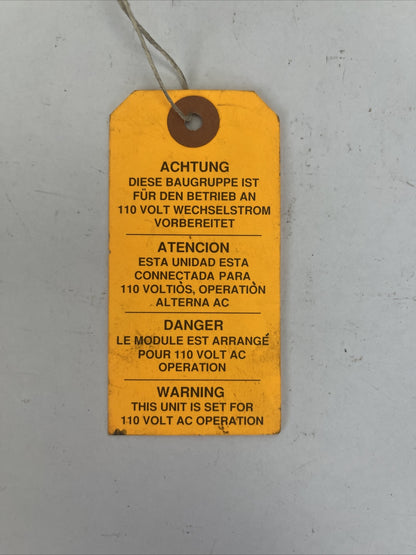 ACHTUNG
DIESE BAUGRUPPE IST
FÜR DEN BETRIEB AN
110 VOLT WECHSELSTROM
VORBEREITET
ATENCION
ESTA UNIDAD ESTA
CONNECTADA PARA
110 VOLTIÒS, OPERATIÒN
ALTERNA AC
DANGER
LE MODULE EST ARRANGÉ
POUR 110 VOLT AC
OPERATION
WARNING
THIS UNIT IS SET FOR
110 VOLT AC OPERATION